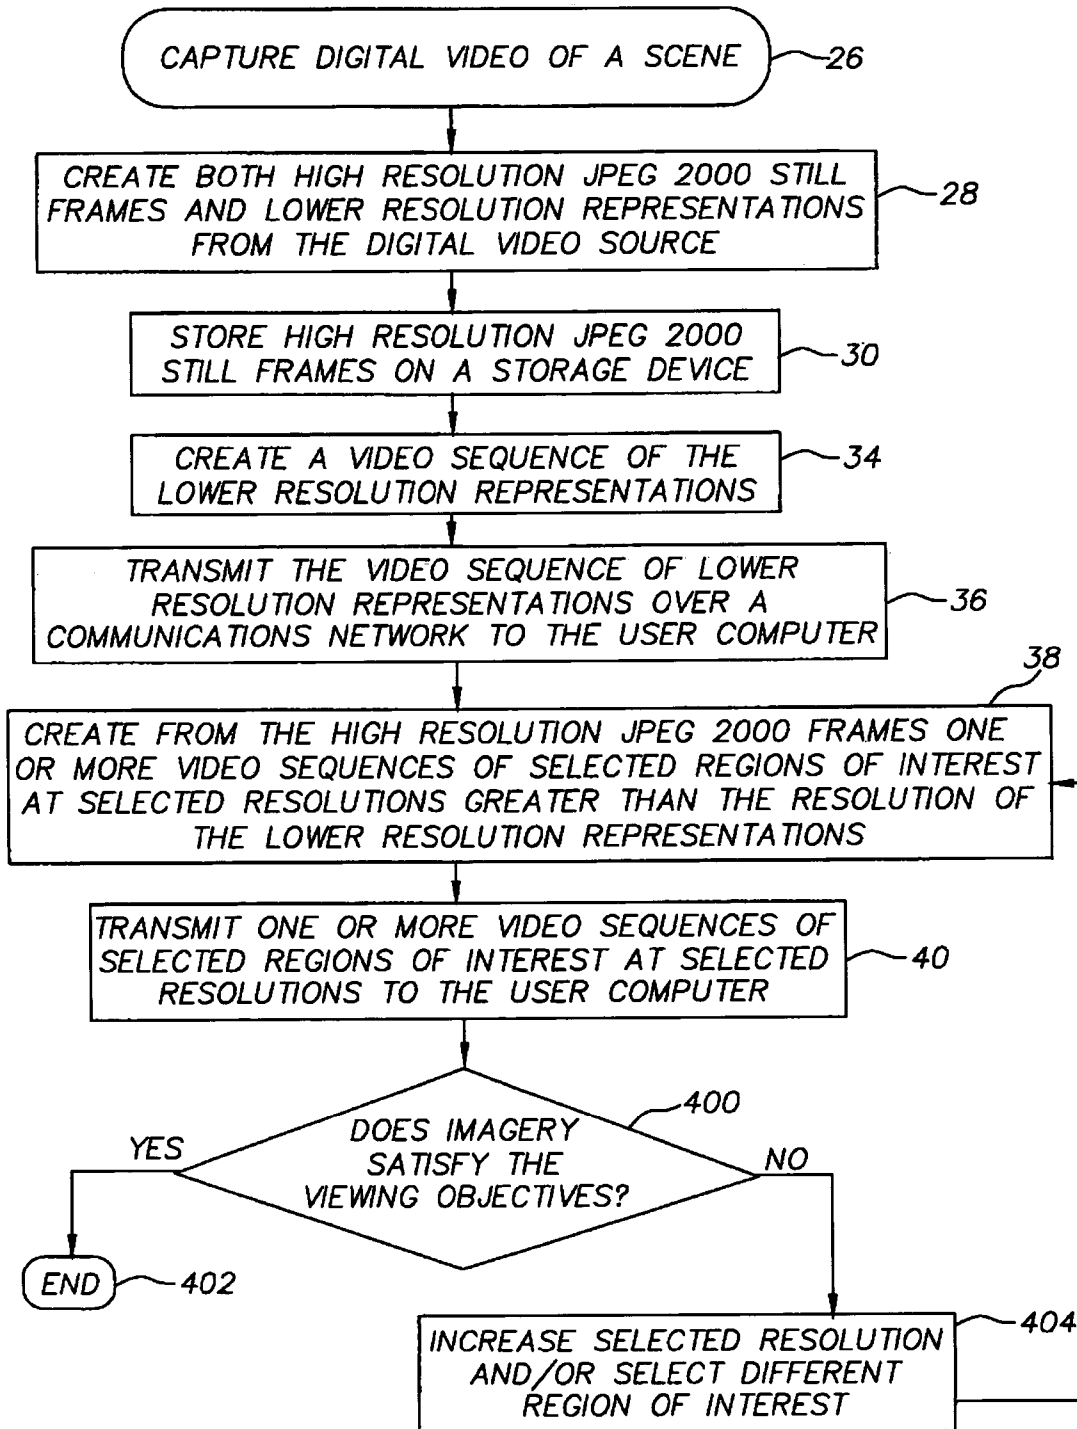 CAPTURE DIGITAL VIDEO OF A SCENE
26
CREATE BOTH HIGH RESOLUTION JPEG 2000 STILL
FRAMES AND LOWER RESOLUTION REPRESENTATIONS
FROM THE DIGITAL VIDEO SOURCE
28
STORE HIGH RESOLUTION JPEG 2000
STILL FRAMES ON A STORAGE DEVICE
30
CREATE A VIDEO SEQUENCE OF THE
LOWER RESOLUTION REPRESENTATIONS
34
TRANSMIT THE VIDEO SEQUENCE OF LOWER
RESOLUTION REPRESENTATIONS OVER A
COMMUNICATIONS NETWORK TO THE USER COMPUTER
36
38
CREATE FROM THE HIGH RESOLUTION JPEG 2000 FRAMES ONE
OR MORE VIDEO SEQUENCES OF SELECTED REGIONS OF INTEREST
AT SELECTED RESOLUTIONS GREATER THAN THE RESOLUTION OF
THE LOWER RESOLUTION REPRESENTATIONS
TRANSMIT ONE OR MORE VIDEO SEQUENCES OF
SELECTED REGIONS OF INTEREST AT SELECTED
RESOLUTIONS TO THE USER COMPUTER
40
400
DOES IMAGERY
SATISFY THE
VIEWING OBJECTIVES?
YES
NO
END
402
404
INCREASE SELECTED RESOLUTION
AND/OR SELECT DIFFERENT
REGION OF INTEREST